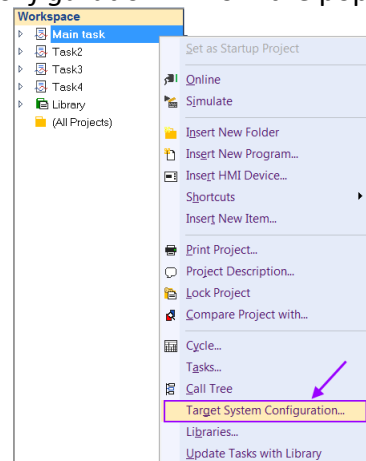 Workspace
Main task
Task2
Task3
Task4
Library
(All Projects)
Set as Startup Project
Online
Simulate
Insert New Folder
Insert New Program...
Insert HMI Device...
Shortcuts
Insert New Item...
Print Project...
Project Description...
Lock Project
Compare Project with...
Cycle...
Tasks...
Call Tree
Target System Configuration...
Libraries...
Update Tasks with Library